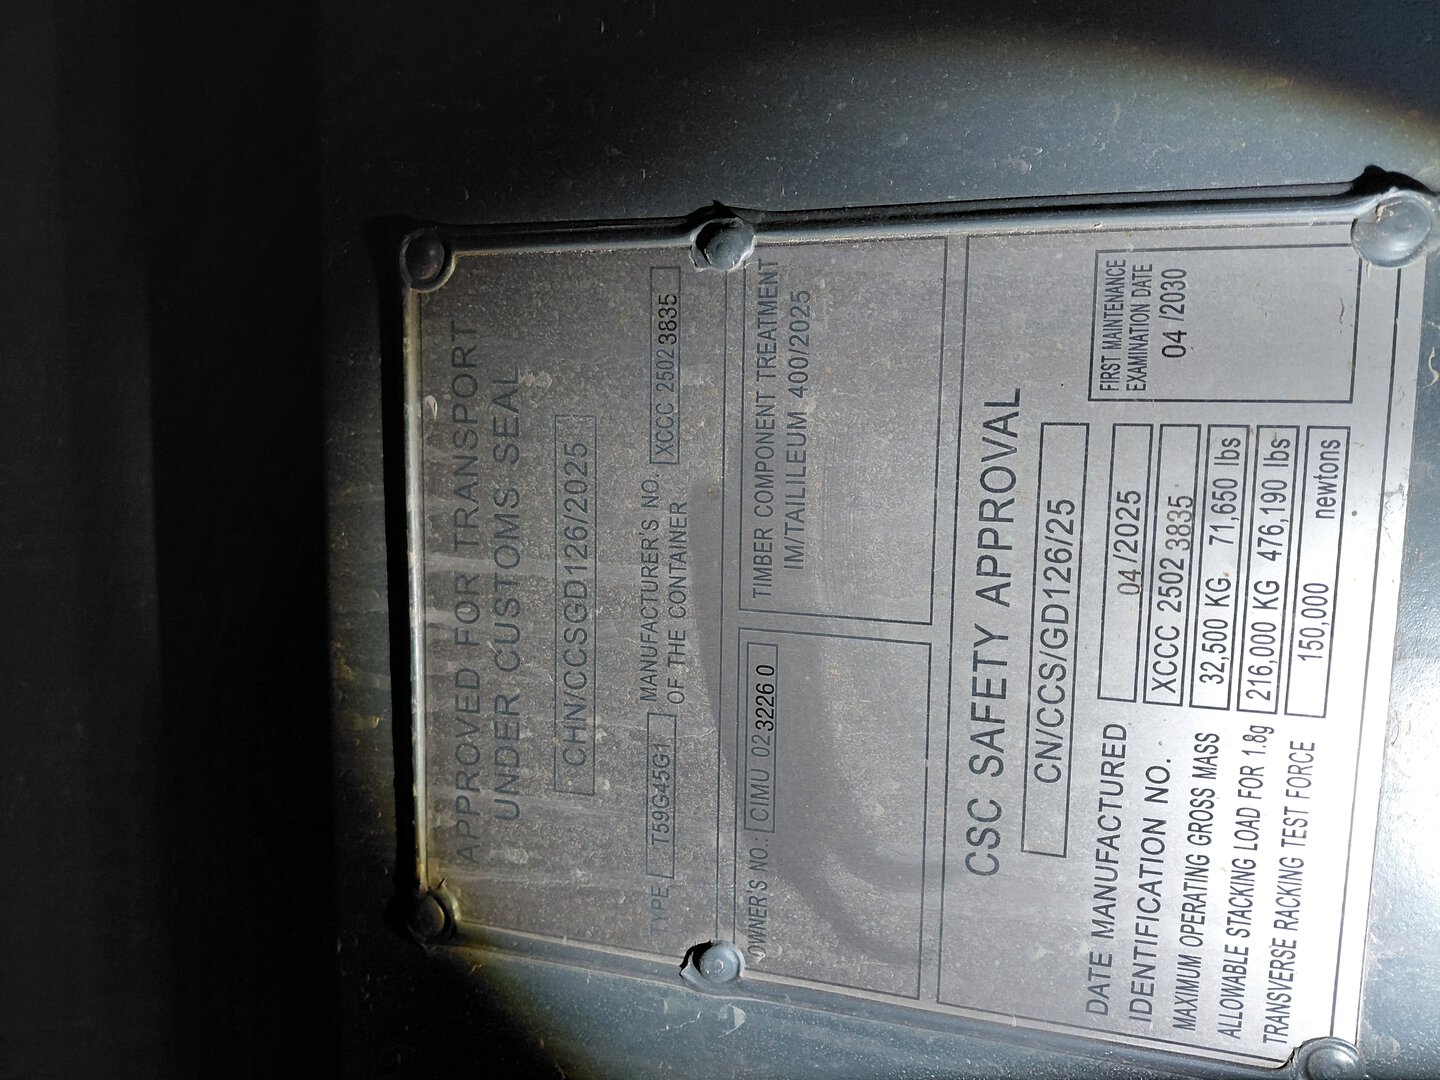 APPROVED FOR TRANSPORT
UNDER CUSTOMS SEAL
CHN/CCSGD126/2025
TYPE T59G45G1 MANUFACTURER'S NO. OF THE CONTAINER XCCC 2502 3835
OWNER'S NO.: CIMU 02 3226 0
TIMBER COMPONENT TREATMENT
IM/TAILILEUM 400/2025
CSC SAFETY APPROVAL
CN/CCS/GD126/25
DATE MANUFACTURED 04/2025
IDENTIFICATION NO. XCCC 2502 3835
MAXIMUM OPERATING GROSS MASS 32,500 KG. 71,650 lbs
ALLOWABLE STACKING LOAD FOR 1.8g 216,000 KG 476,190 lbs
TRANSVERSE RACKING TEST FORCE 150,000 newtons
FIRST MAINTENANCE
EXAMINATION DATE
04 /2030